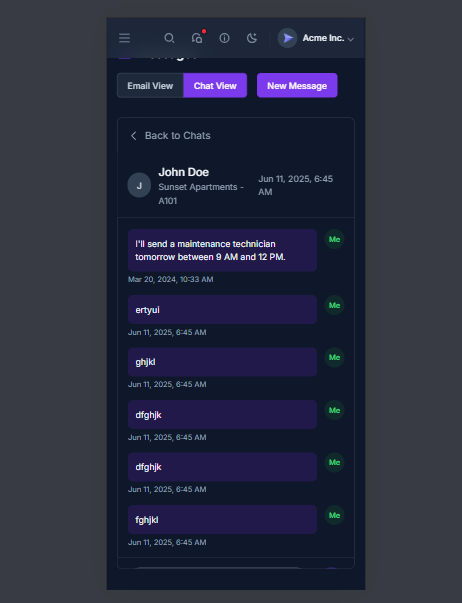 Acme Inc.
Email View
Chat View
New Message
Back to Chats
J
John Doe
Sunset Apartments -
A101
Jun 11, 2025, 6:45
AM
I'll send a maintenance technician
tomorrow between 9 AM and 12 PM.
Me
Mar 20, 2024, 10:33 AM
ertyui
Me
Jun 11, 2025, 6:45 AM
ghjkl
Me
Jun 11, 2025, 6:45 AM
dfghjk
Me
Jun 11, 2025, 6:45 AM
dfghjk
Me
Jun 11, 2025, 6:45 AM
fghjkl
Me
Jun 11, 2025, 6:45 AM